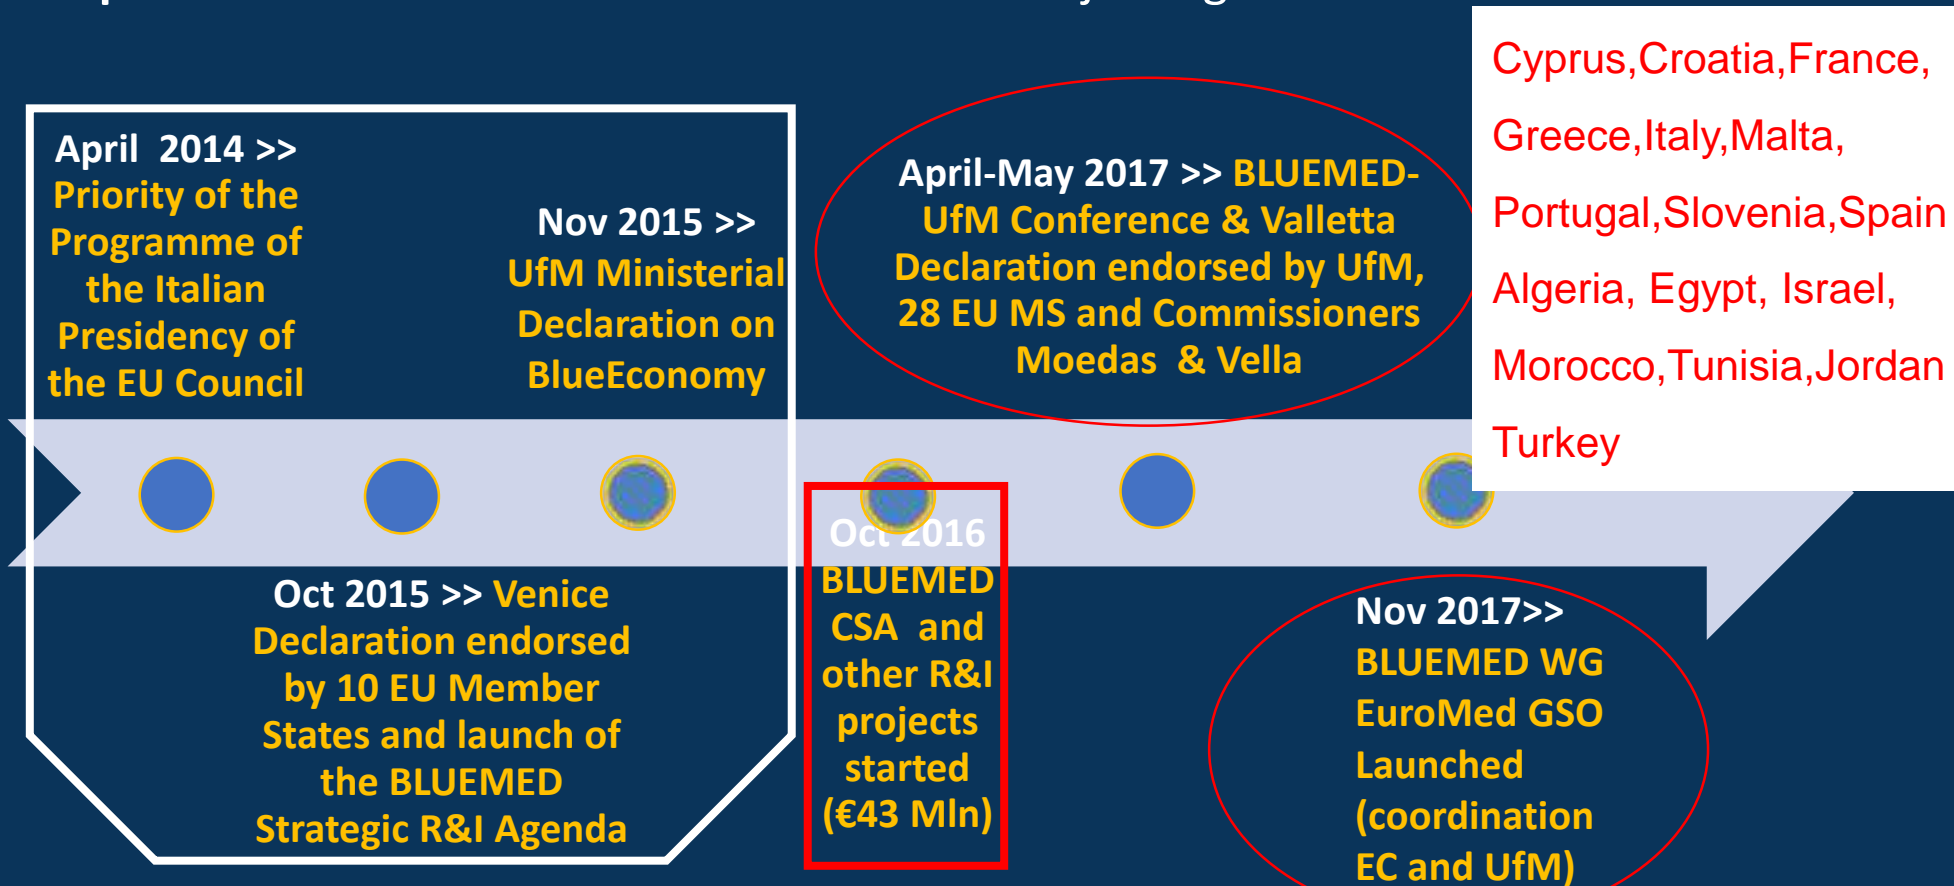 April 2014 >>
Priority of the
Programme of
the Italian
Presidency of
the EU Council
Nov 2015 >>
UfM Ministerial
Declaration on
BlueEconomy
April-May 2017 >> BLUEMED-
UfM Conference & Valletta
Declaration endorsed by UfM,
28 EU MS and Commissioners
Moedas & Vella
Cyprus,Croatia,France,
Greece,Italy,Malta,
Portugal,Slovenia,Spain
Algeria, Egypt, Israel,
Morocco,Tunisia,Jordan
Turkey
Oct 2015 >> Venice
Declaration endorsed
by 10 EU Member
States and launch of
the BLUEMED
Strategic R&I Agenda
Oct 2016
BLUEMED
CSA and
other R&I
projects
started
(€43 Mln)
Nov 2017>>
BLUEMED WG
EuroMed GSO
Launched
(coordination
EC and UfM)